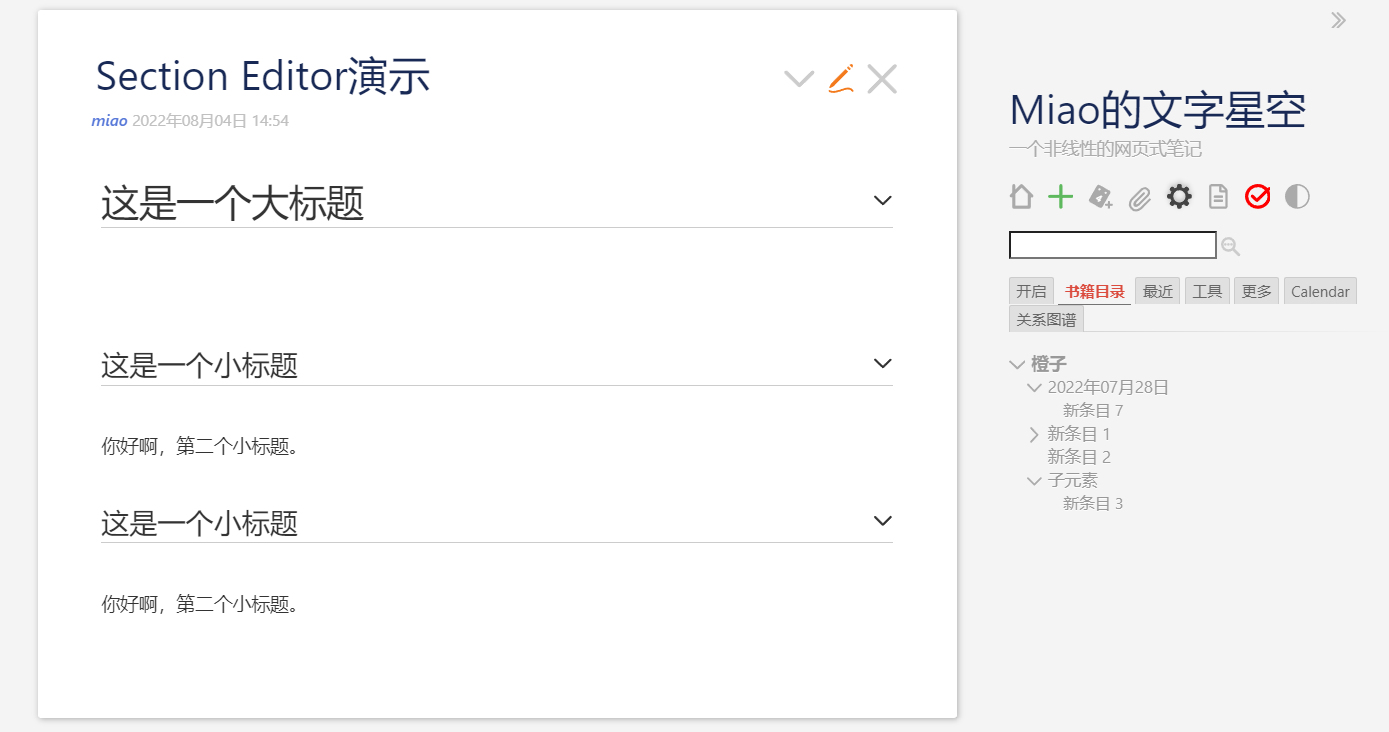 Section Editor演示
miao 2022年08月04日 14:54
这是一个大标题
这是一个小标题
你好啊，第二个小标题。
这是一个小标题
你好啊，第二个小标题。
Miao的文字星空
一个非线性的网页式笔记
开启 书籍目录 最近 工具 更多 Calendar
关系图谱
橙子
2022年07月28日
新条目 7
新条目 1
新条目 2
子元素
新条目 3